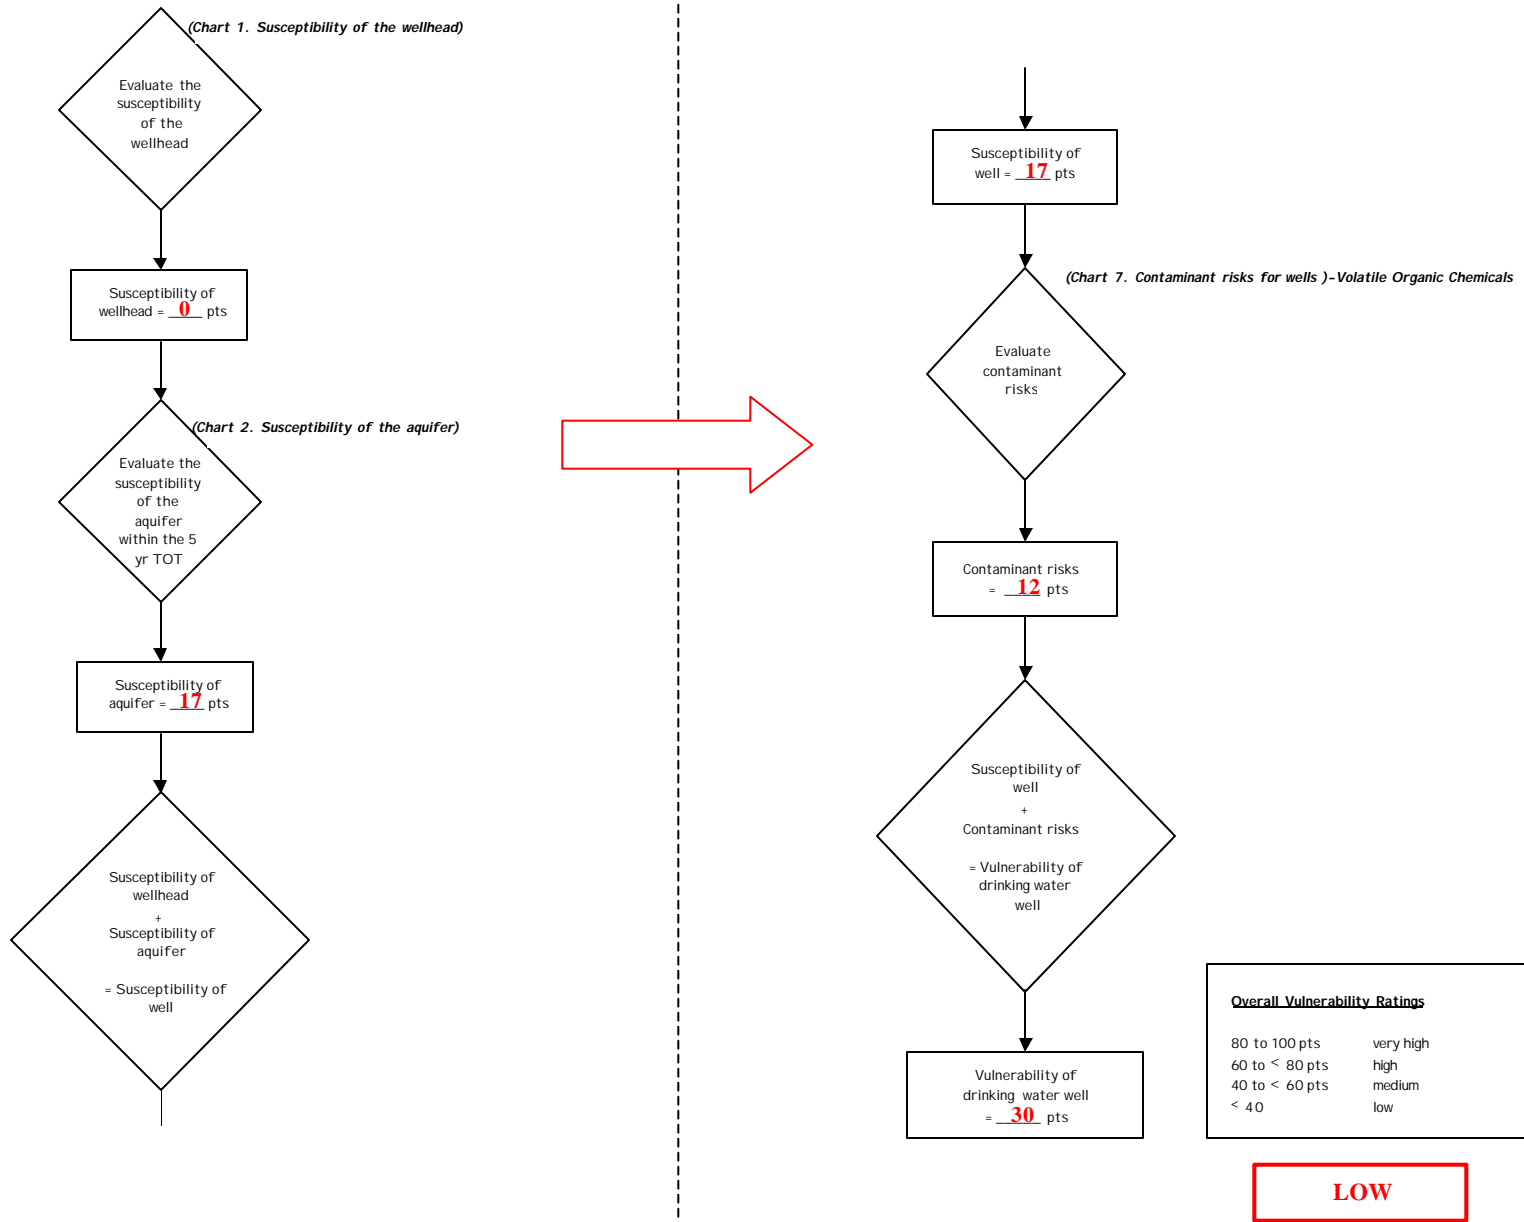 (Chart 1. Susceptibility of the wellhead)
Evaluate the
susceptibility
of the
wellhead
Susceptibility of
wellhead = 0 pts
(Chart 2. Susceptibility of the aquifer)
Evaluate the
susceptibility
of the
aquifer
within the 5
yr TOT
Susceptibility of
aquifer = 17 pts
Susceptibility of
wellhead
+
Susceptibility of
aquifer
= Susceptibility of
well
Susceptibility of
well = 17 pts
(Chart 7. Contaminant risks for wells )–Volatile Organic Chemicals
Evaluate
contaminant
risks
Contaminant risks
= 12 pts
Susceptibility of
well
+
Contaminant risks
= Vulnerability of
drinking water
well
Vulnerability of
drinking water well
= 30 pts
Overall Vulnerability Ratings
80 to 100 pts very high
60 to < 80 pts high
40 to < 60 pts medium
< 40 low
LOW